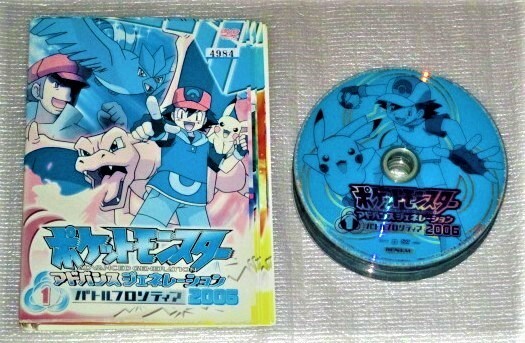 4984
ポケットモンスター
ADVANCED GENERATION
アドバンスジェネレーション
1
バトルフロンティア 2006
ポケットモンスター
アドバンスジェネレーション
1
バトルフロンティア 2006